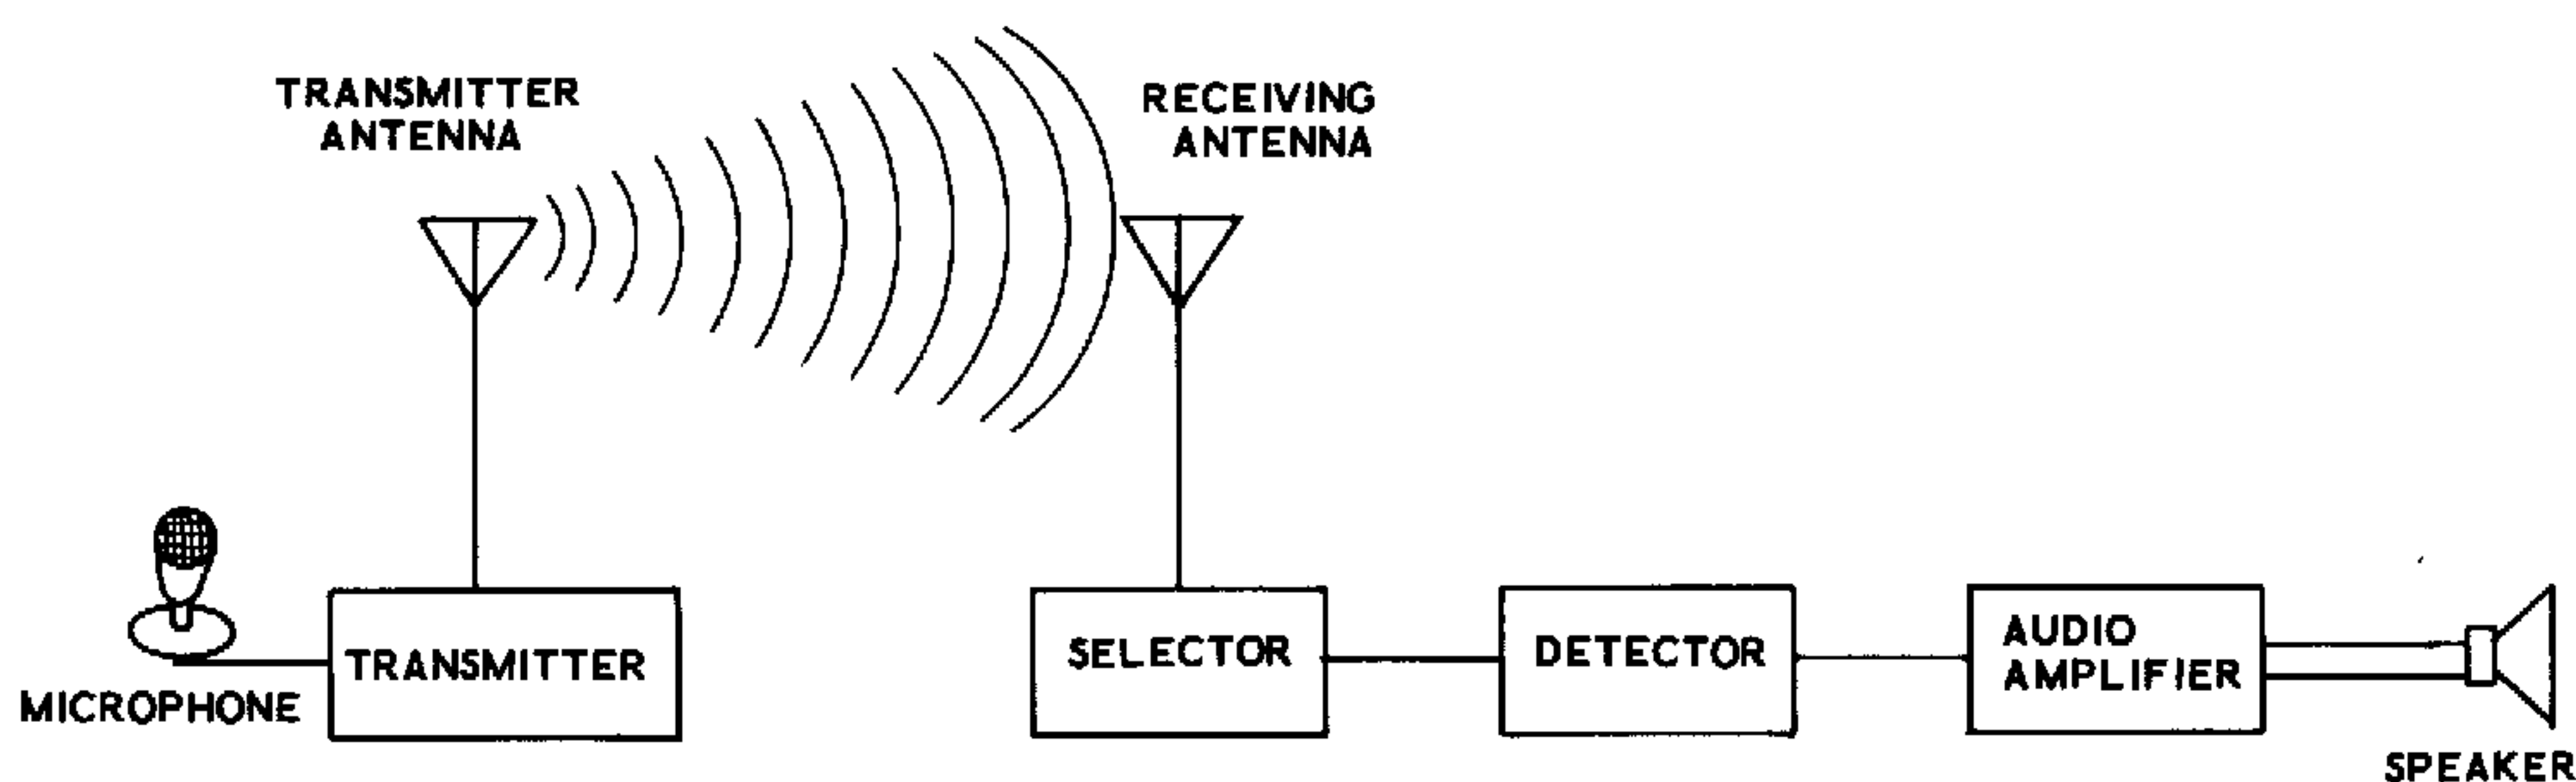 TRANSMITTER
ANTENNA
RECEIVING
ANTENNA
MICROPHONE
TRANSMITTER
SELECTOR
DETECTOR
AUDIO
AMPLIFIER
SPEAKER